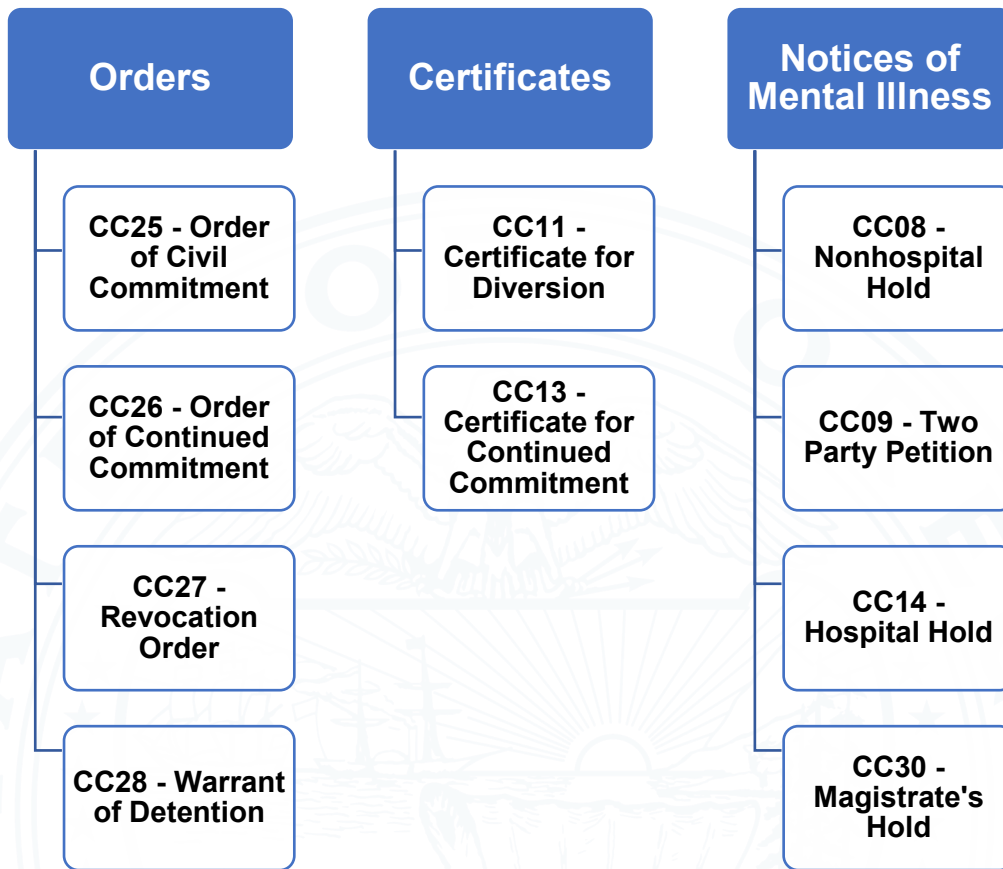 Orders
CC25 - Order
of Civil
Commitment
CC26 - Order
of Continued
Commitment
CC27 -
Revocation
Order
CC28 - Warrant
of Detention
Certificates
CC11 -
Certificate for
Diversion
CC13 -
Certificate for
Continued
Commitment
Notices of
Mental Illness
CC08 -
Nonhospital
Hold
CC09 - Two
Party Petition
CC14 -
Hospital Hold
CC30 -
Magistrate's
Hold